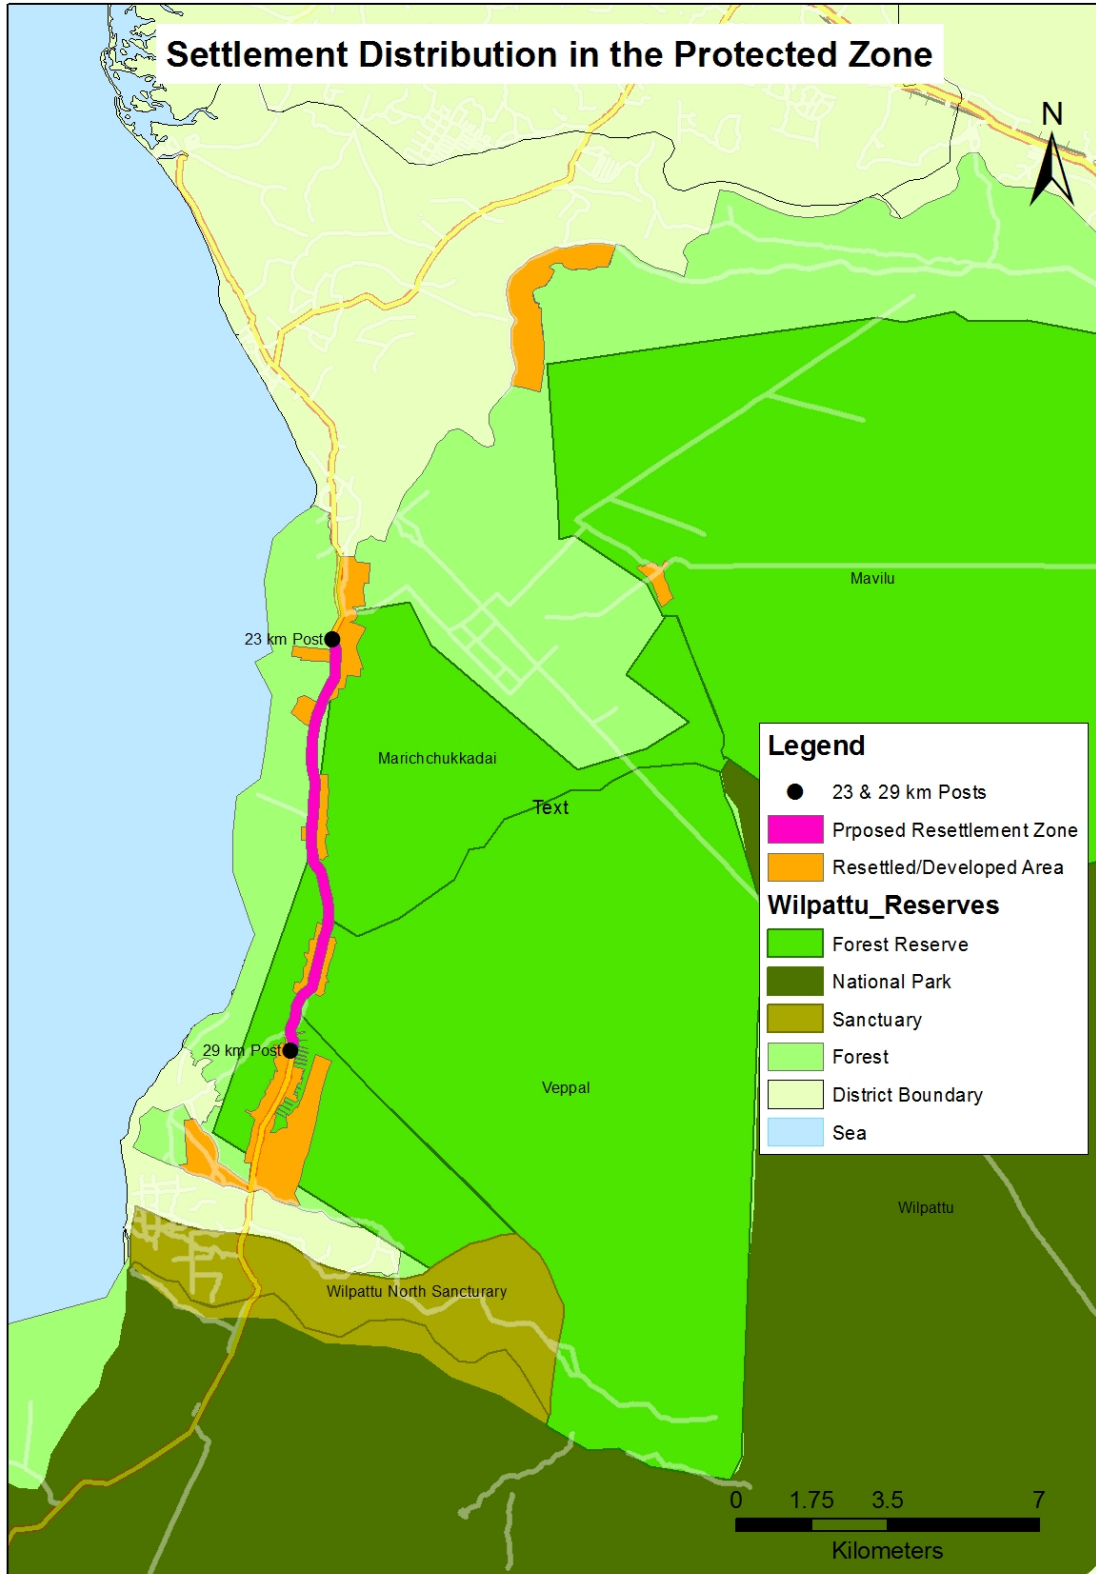 Settlement Distribution in the Protected Zone
N
Mavilu
23 km Post
Marichchukkadai
Text
Legend
23 & 29 km Posts
Prposed Resettlement Zone
Resettled/Developed Area
Wilpattu_Reserves
Forest Reserve
National Park
Sanctuary
Forest
District Boundary
Sea
29 km Post
Veppal
Wilpattu
Wilpattu North Sancturary
0 1.75 3.5 7
Kilometers